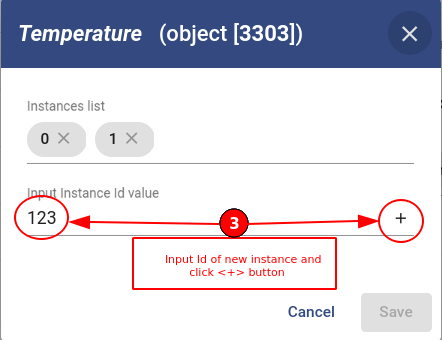 Temperature (object [3303])
Instances list
0 1
Input Instance Id value
123 3 +
Input Id of new instance and
click <+> button
Cancel Save